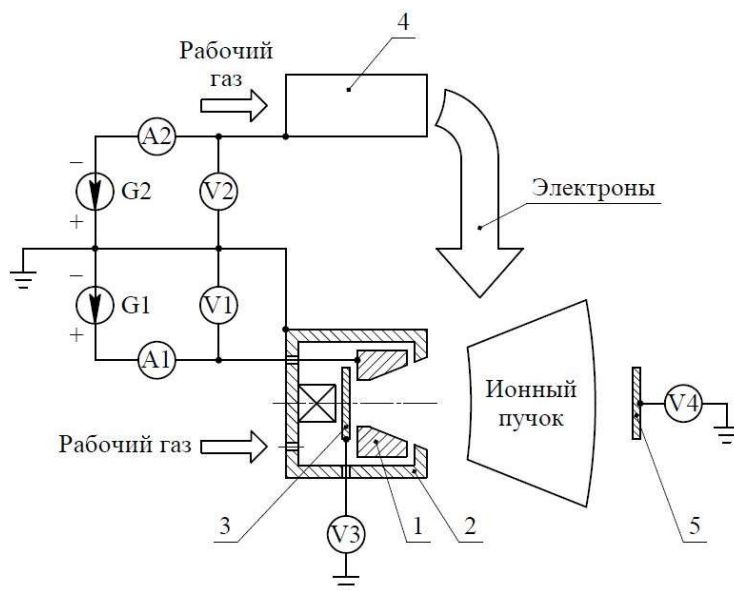 4
Рабочий
газ
A2
−
G2
V2
+
Электроны
−
G1
V1
+
A1
Ионный
пучок
V4
Рабочий газ
3
1
2
5
V3